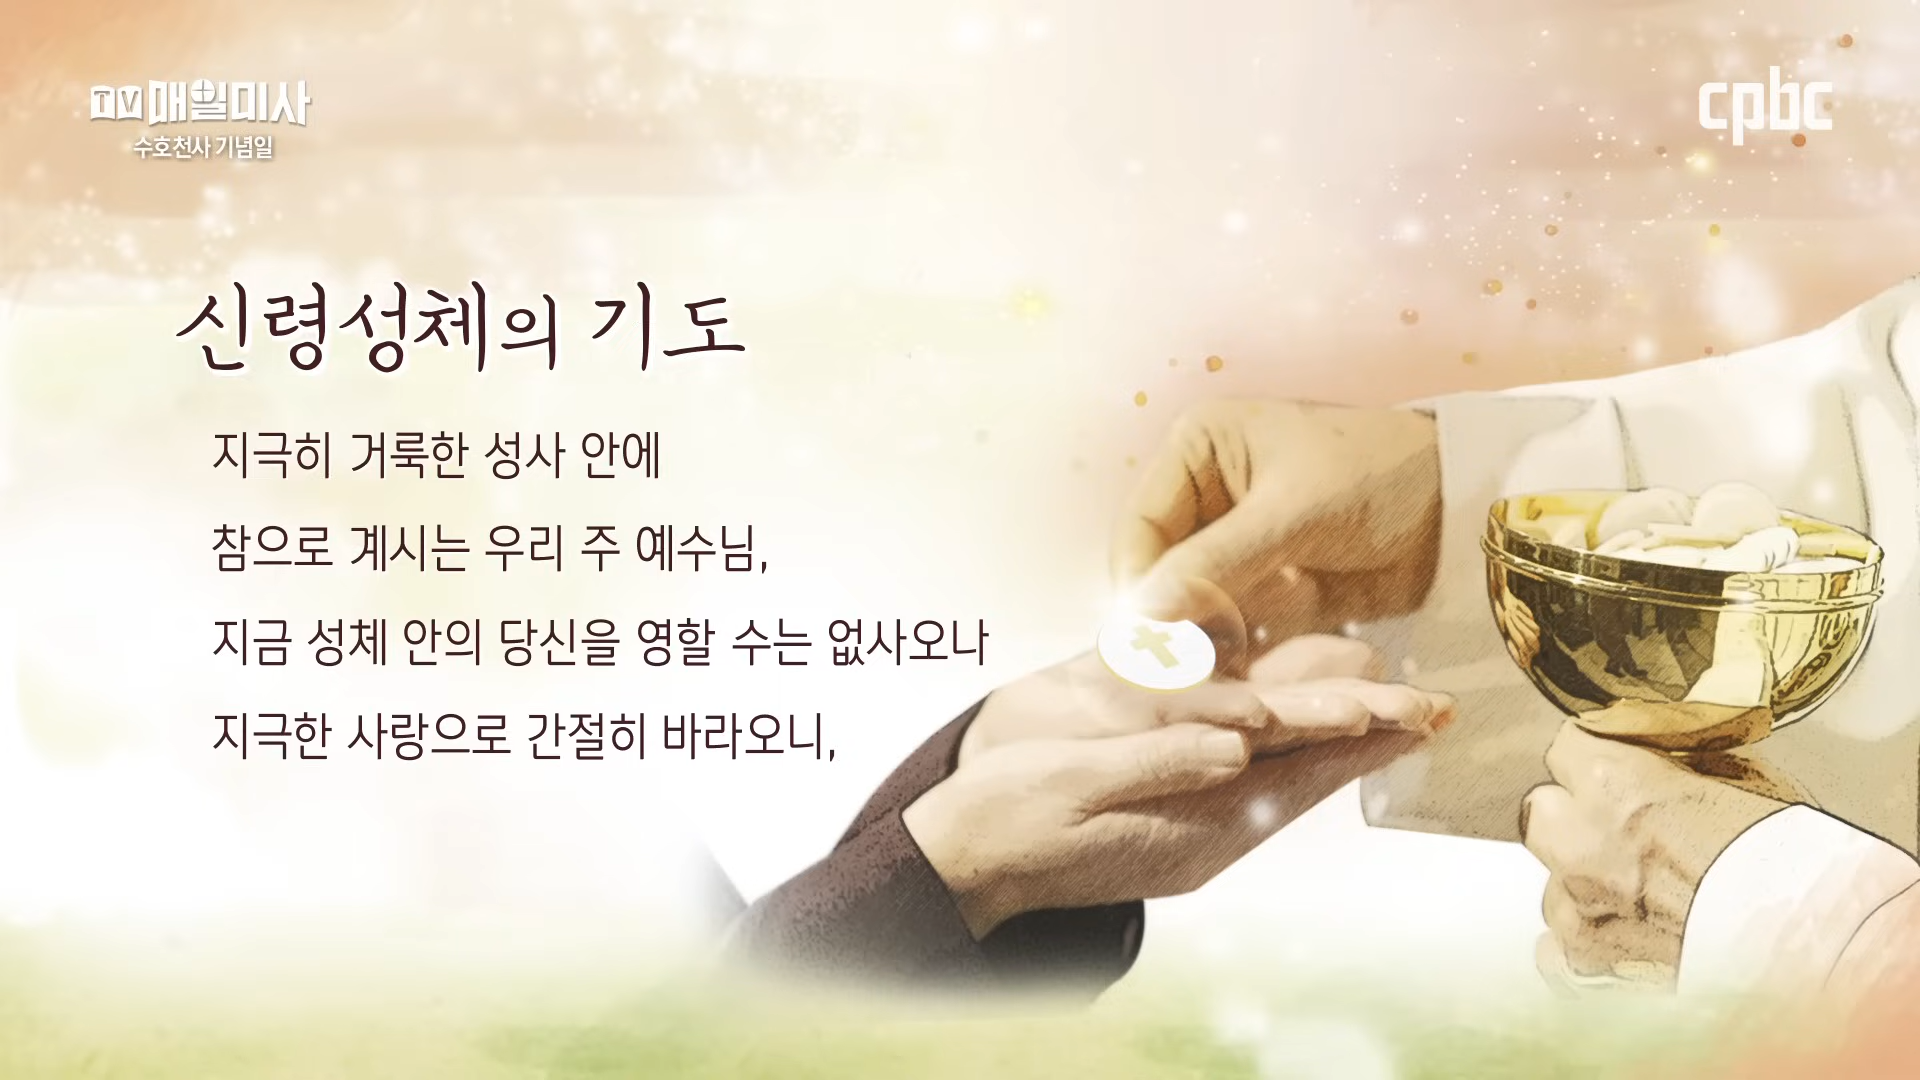 TV매일미사
수호천사 기념일
cpbc
신령성체의 기도
지극히 거룩한 성사 안에
참으로 계시는 우리 주 예수님,
지금 성체 안의 당신을 영할 수는 없사오나
지극한 사랑으로 간절히 바라오니,